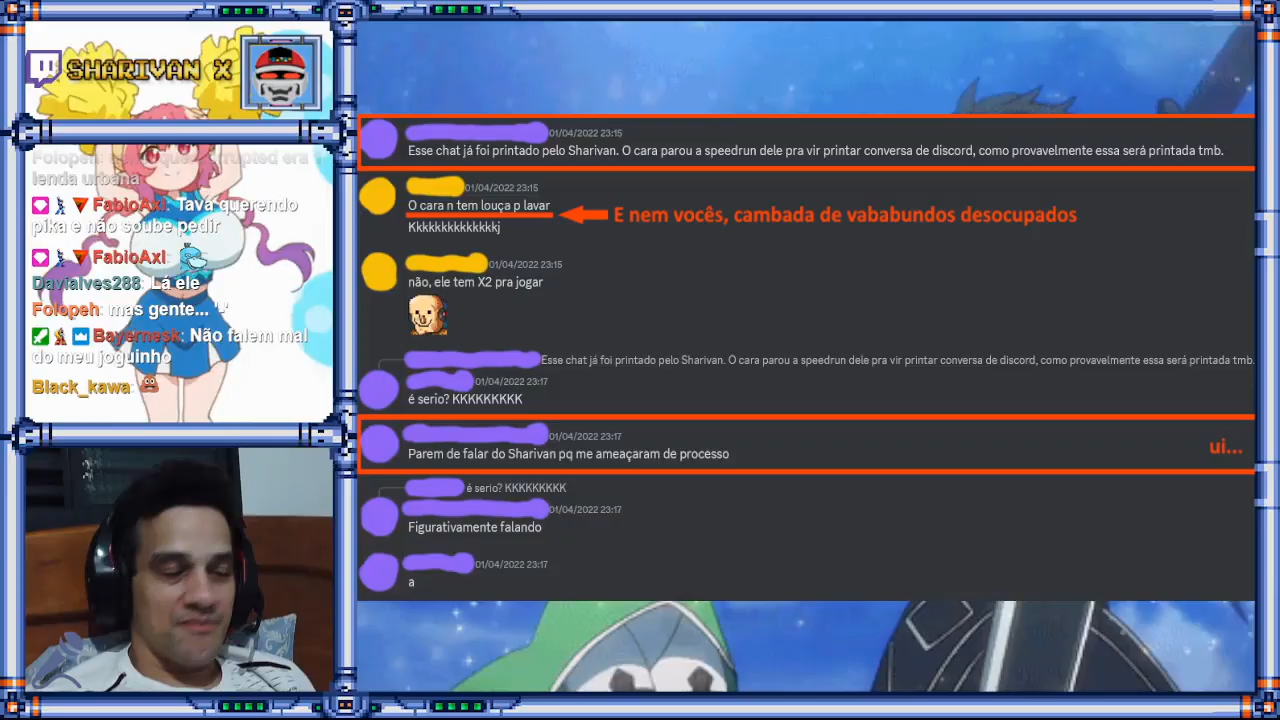 SHARIVAN X
lenda urbana
FabioAxl: Tava querendo
pika e não soube pedir
FabioAxl:
Davialves288: Lá ele
Folopeh: mas gente... '-'
Bayernesk: Não falem mal
do meu joguinho
Black_kawa:
01/04/2022 23:15
Esse chat já foi printado pelo Sharivan. O cara parou a speedrun dele pra vir printar conversa de discord, como provavelmente essa será printada tmb.
01/04/2022 23:15
O cara n tem louça p lavar
E nem vocês, cambada de vababundos desocupados
Kkkkkkkkkkkkkj
01/04/2022 23:15
não, ele tem X2 pra jogar
Esse chat já foi printado pelo Sharivan. O cara parou a speedrun dele pra vir printar conversa de discord, como provavelmente essa será printada tmb.
01/04/2022 23:17
é serio? KKKKKKKKK
01/04/2022 23:17
Parem de falar do Sharivan pq me ameaçaram de processo
ui...
é serio? KKKKKKKKK
01/04/2022 23:17
Figurativamente falando
01/04/2022 23:17
a